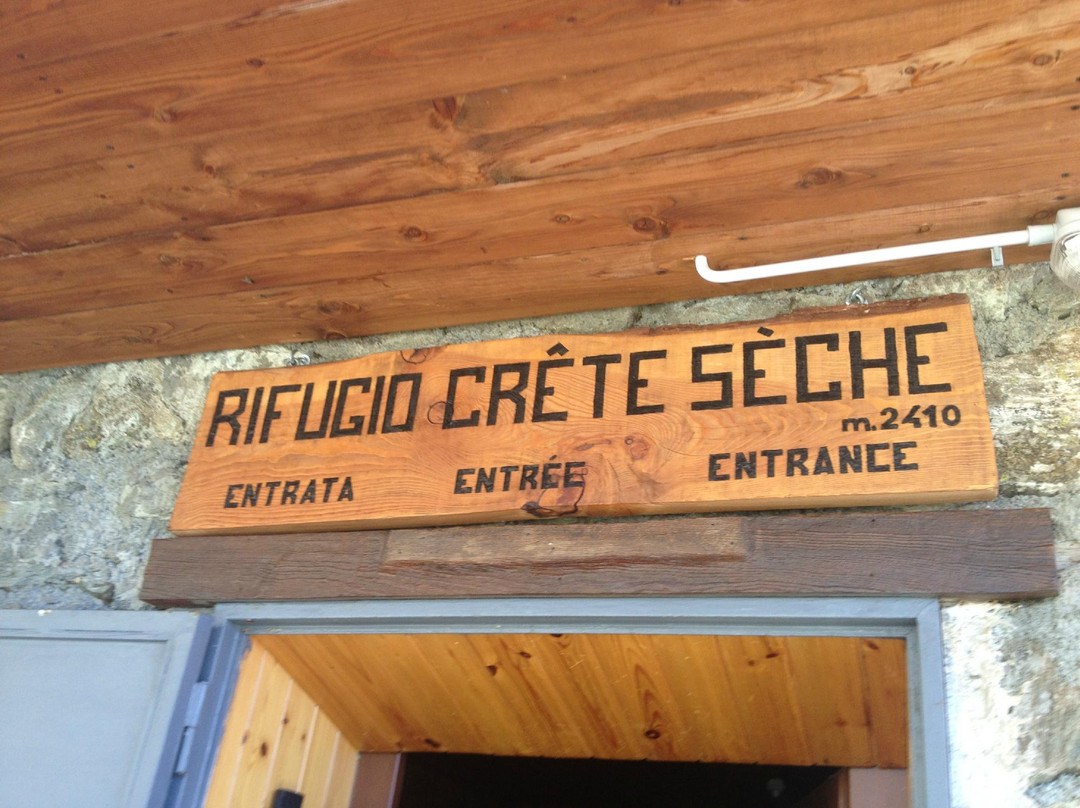 RIFUGIO CRÊTE SÈCHE
m.2410
ENTRATA ENTRÉE ENTRANCE